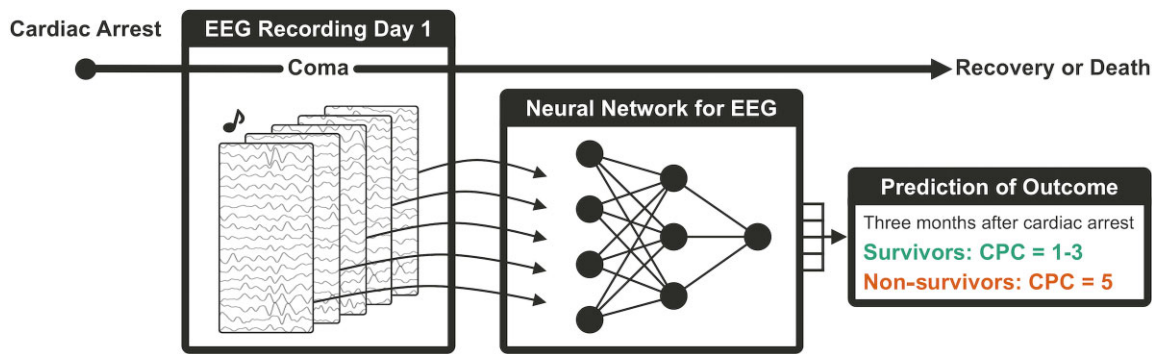 Cardiac Arrest
EEG Recording Day 1
Coma
Recovery or Death
Neural Network for EEG
Prediction of Outcome
Three months after cardiac arrest
Survivors: CPC = 1-3
Non-survivors: CPC = 5